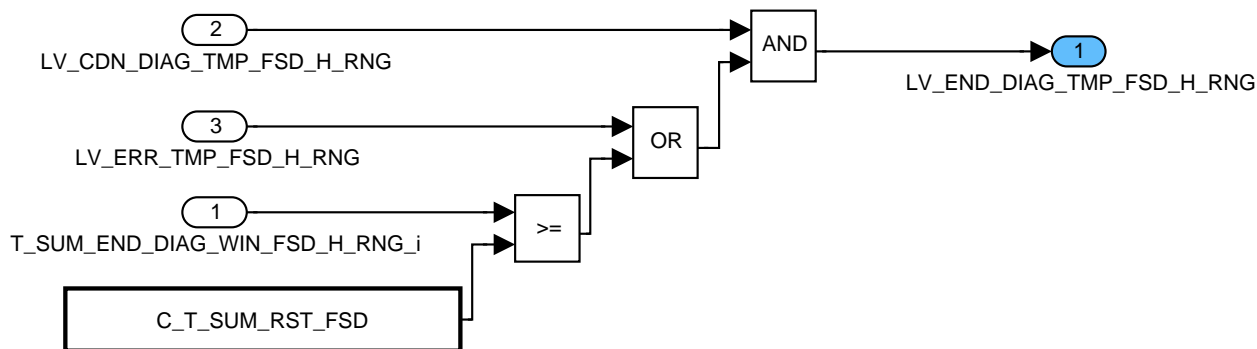 2
LV_CDN_DIAG_TMP_FSD_H_RNG
AND
1
LV_END_DIAG_TMP_FSD_H_RNG
3
LV_ERR_TMP_FSD_H_RNG
OR
1
T_SUM_END_DIAG_WIN_FSD_H_RNG_i
>=
C_T_SUM_RST_FSD